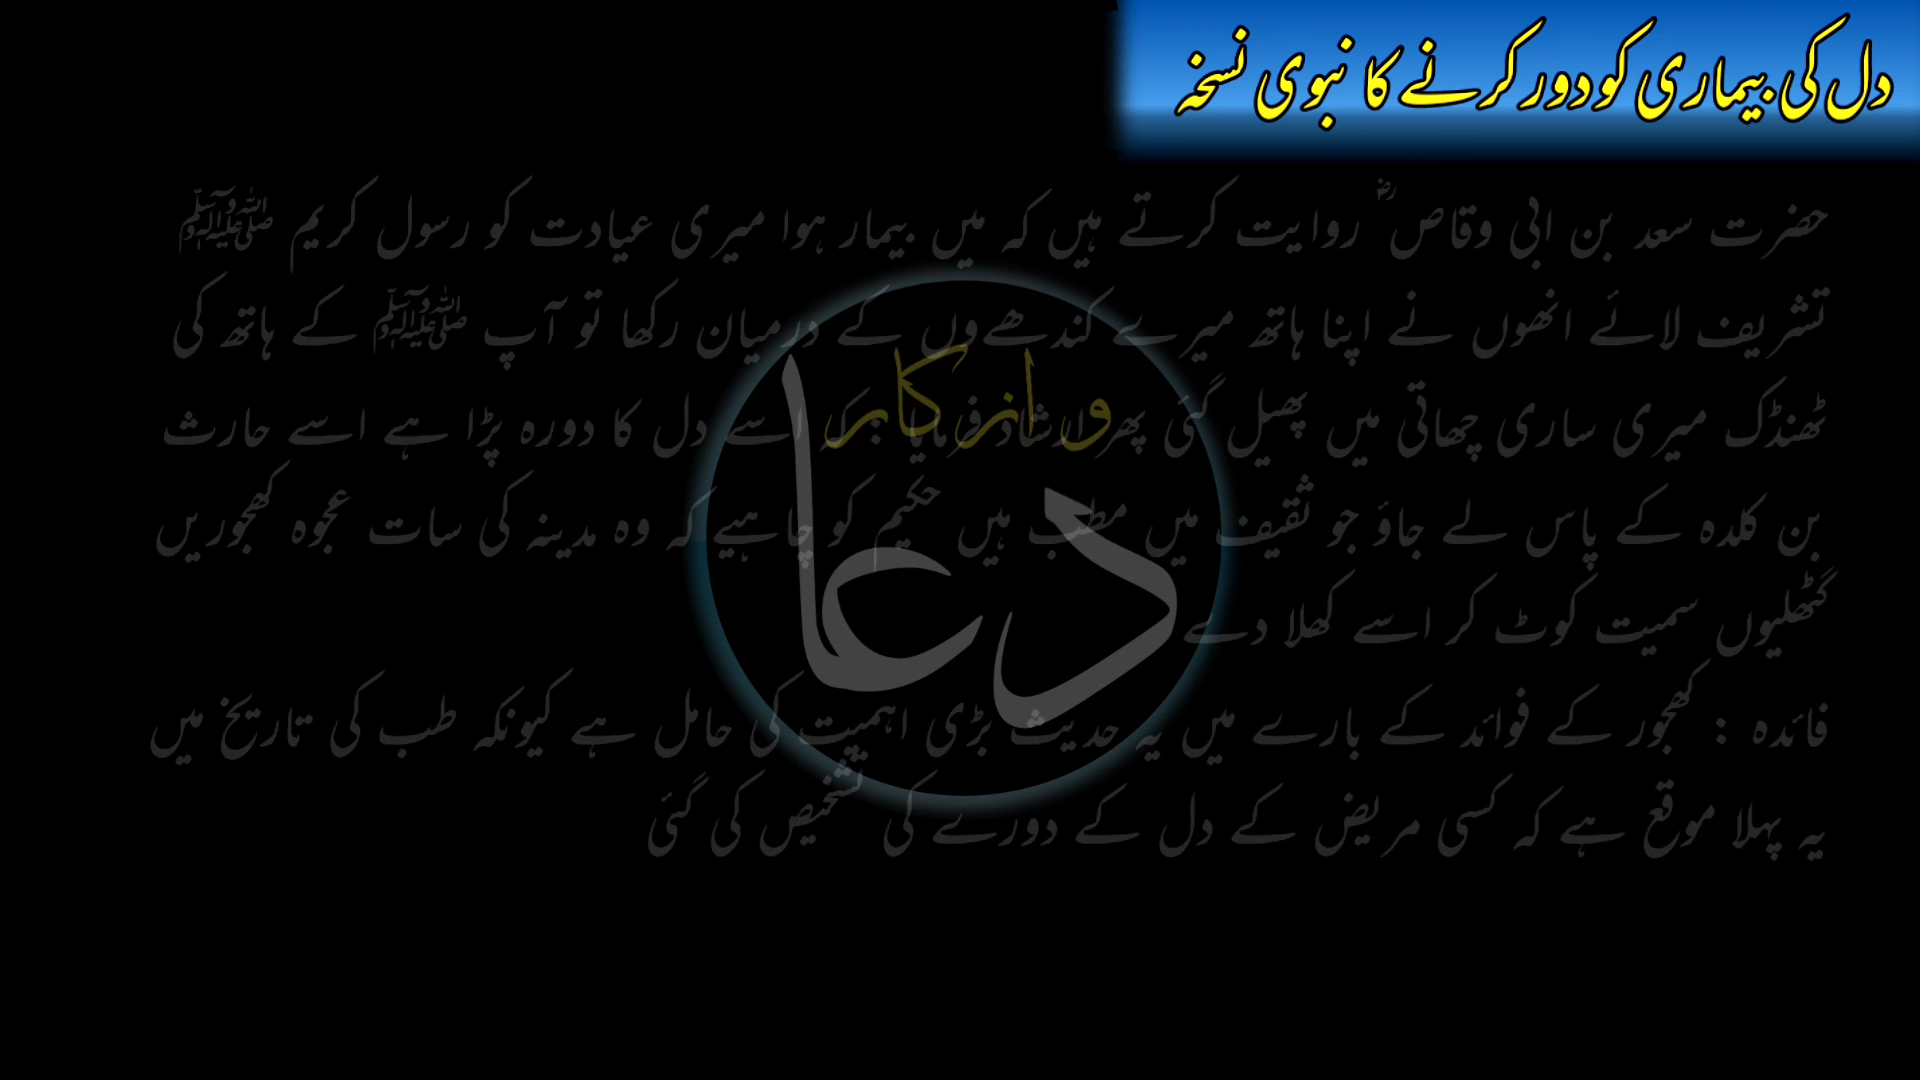 دل کی بیماری کو دور کرنے کا نبوی نسخہ
حضرت سعد بن ابی وقاصؓ روایت کرتے ہیں کہ میں بیمار ہوا میری عیادت کو رسول کریم ﷺ
تشریف لائے انھوں نے اپنا ہاتھ میرے کندھےوں کے درمیان رکھا تو آپ ﷺ کے ہاتھ کی
ٹھنڈک میری ساری چھاتی میں پھیل گئی پھر ارشاد فرمایا کہ اسے دل کا دورہ پڑا ہے اسے حارث
بن کلدہ کے پاس لے جاؤ جو ثقیف میں مطب ہیں حکیم کو چاہیے کہ وہ مدینہ کی سات عجوہ کھجوریں
گٹھلیوں سمیت کوٹ کر اسے کھلا دے
فائدہ : کھجور کے فوائد کے بارے میں یہ حدیث بڑی اہمیت کی حامل ہے کیونکہ طب کی تاریخ میں
یہ پہلا موقع ہے کہ کسی مریض کے دل کے دورے کی تشخیص کی گئی
و ازکار
دعا